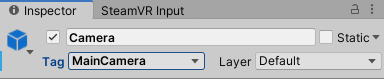 Inspector SteamVR Input
Camera Static
Tag MainCamera Layer Default